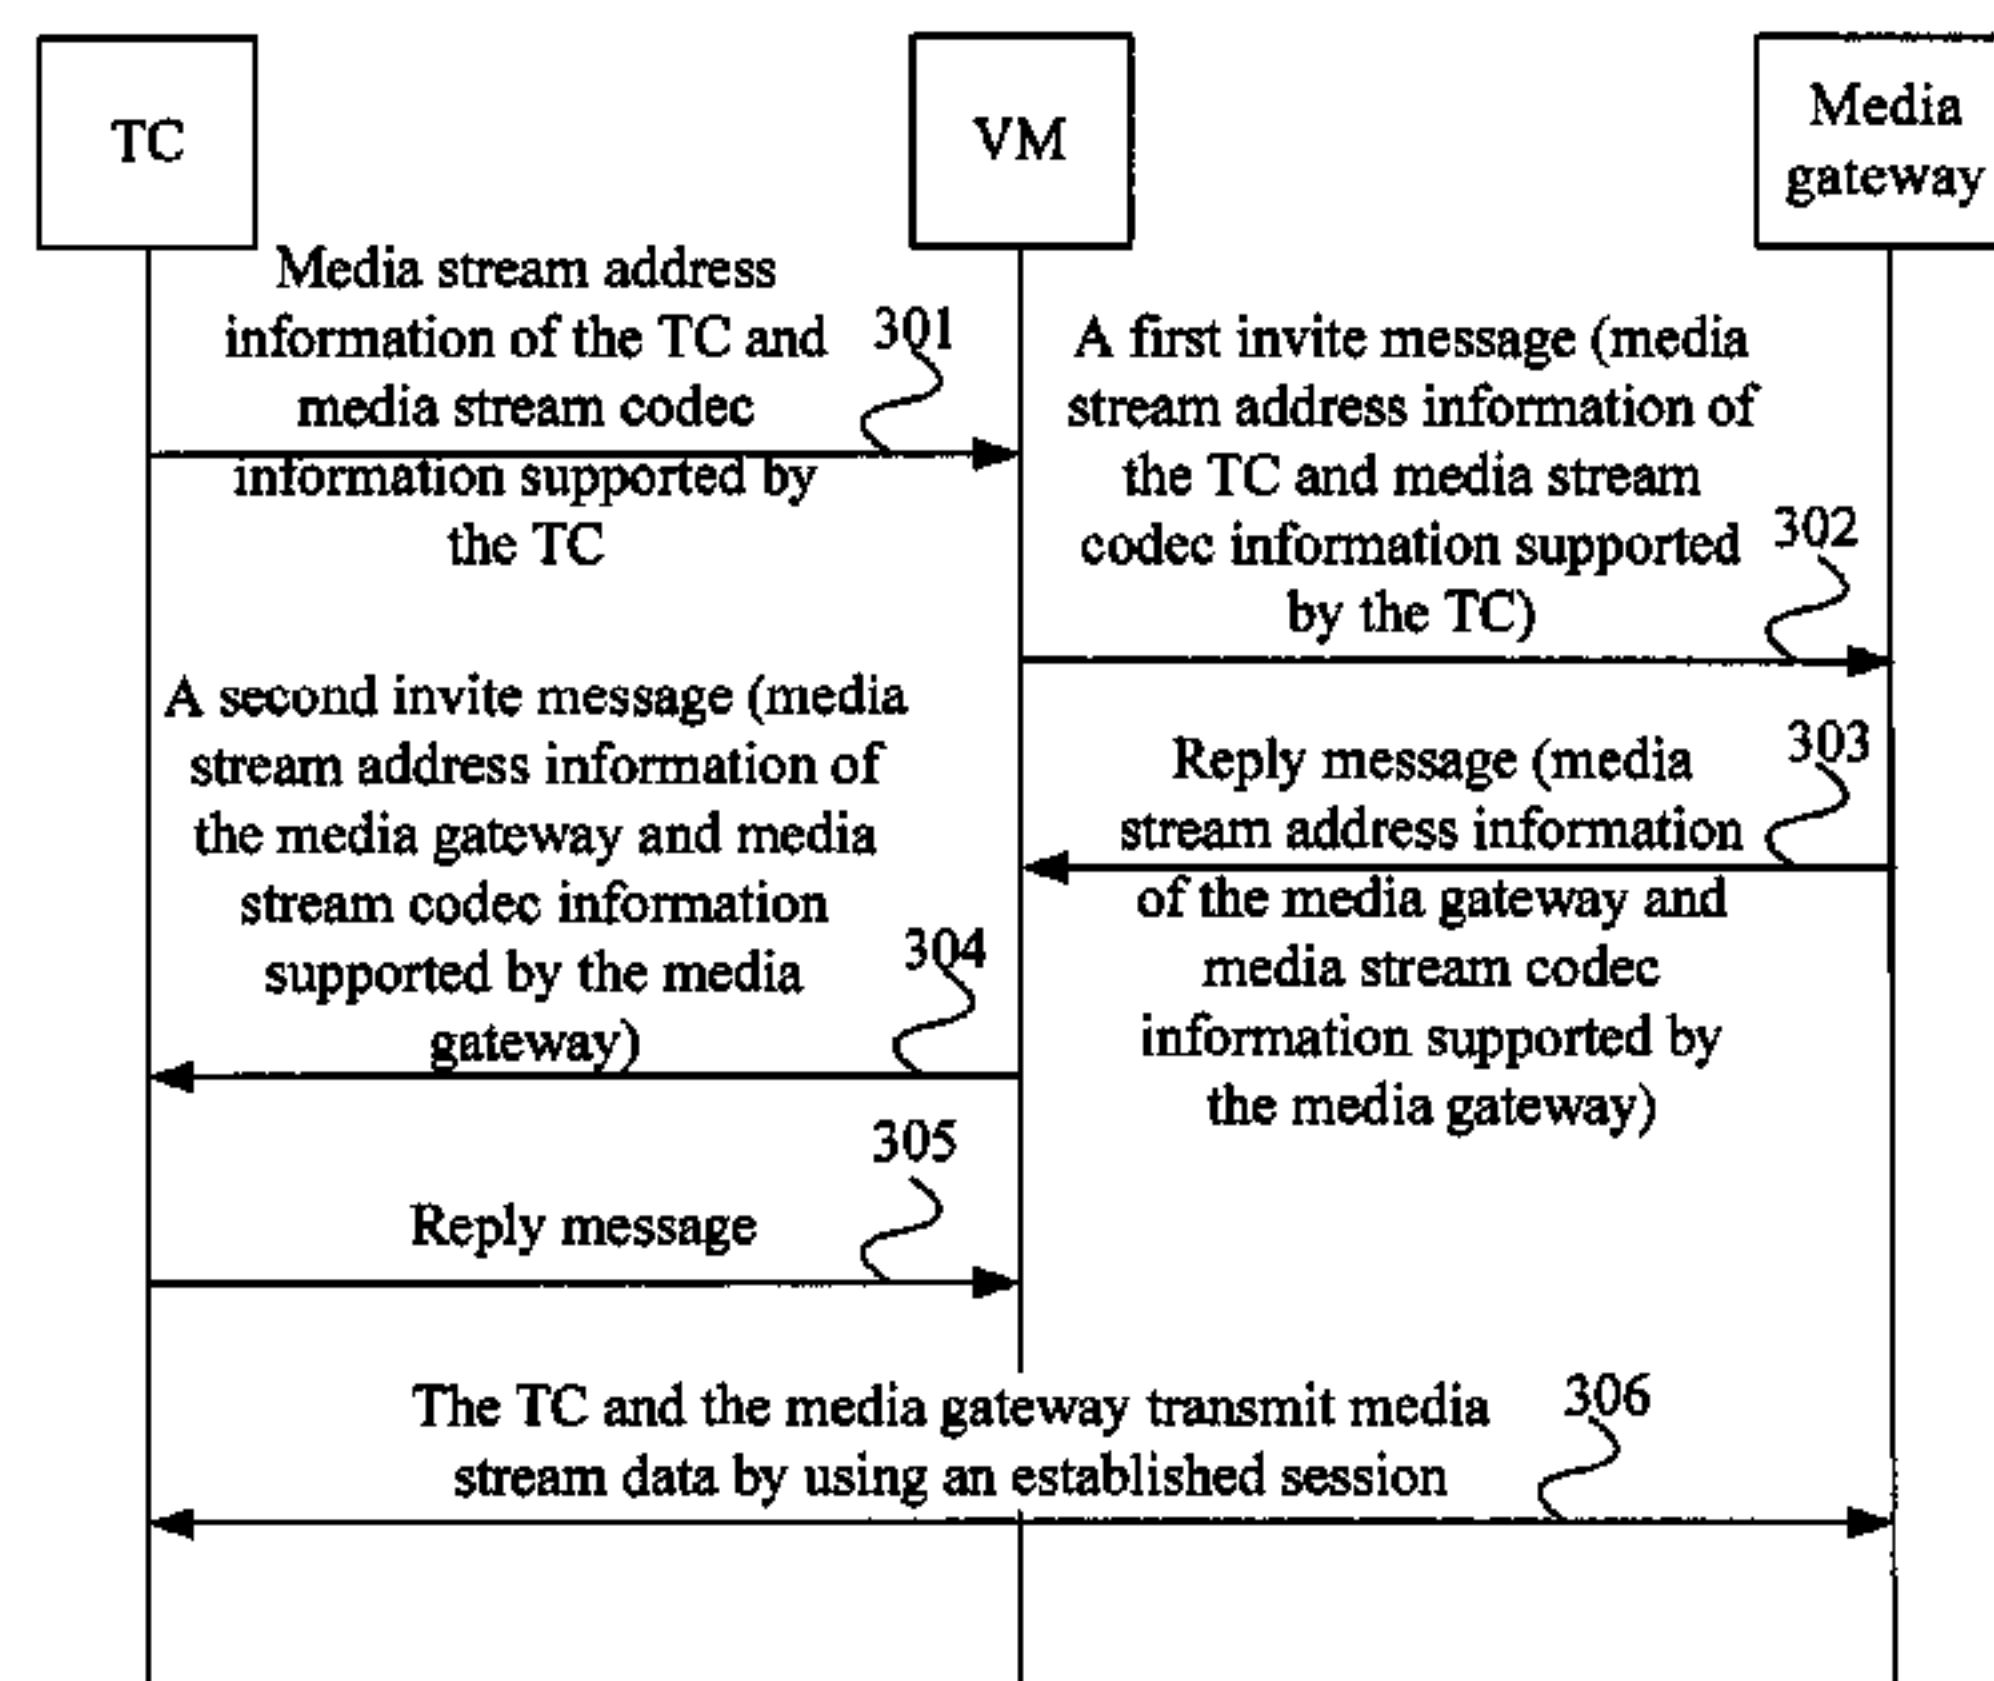 TC
VM
Media
gateway
Media stream address
information of the TC and
media stream codec
information supported by
the TC
301
A first invite message (media
stream address information of
the TC and media stream
codec information supported
by the TC)
302
Reply message (media
stream address information
of the media gateway and
media stream codec
information supported by
the media gateway)
303
A second invite message (media
stream address information of
the media gateway and media
stream codec information
supported by the media
gateway)
304
305
Reply message
The TC and the media gateway transmit media
stream data by using an established session
306